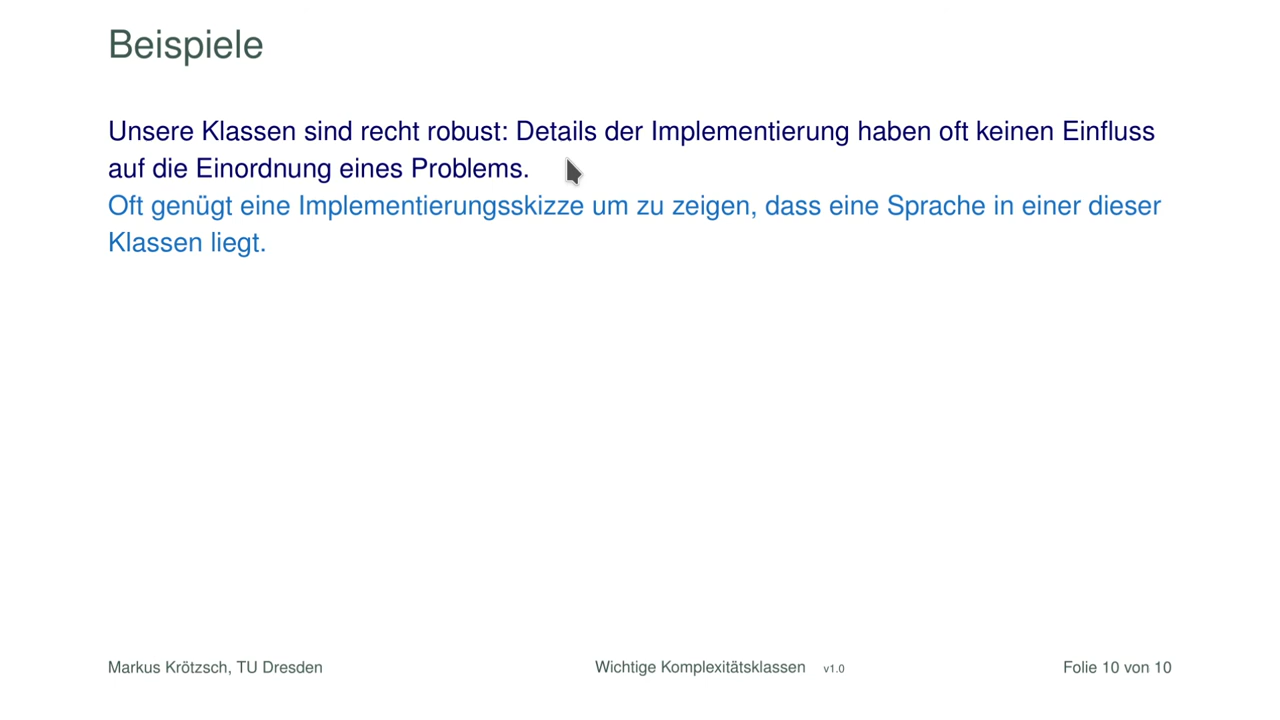 Beispiele
Unsere Klassen sind recht robust: Details der Implementierung haben oft keinen Einfluss
auf die Einordnung eines Problems.
Oft genügt eine Implementierungsskizze um zu zeigen, dass eine Sprache in einer dieser
Klassen liegt.
Markus Krötzsch, TU Dresden Wichtige Komplexitätsklassen v1.0 Folie 10 von 10